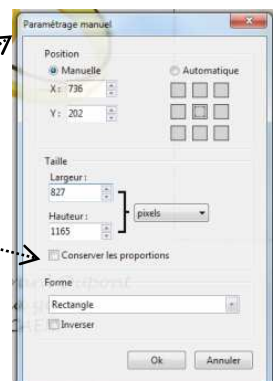 Paramétrage manuel
Position
Manuelle
Automatique
X: 736
Y: 202
Taille
Largeur:
827
pixels
Hauteur:
1165
Conserver les proportions
Forme
Rectangle
Inverser
Ok
Annuler